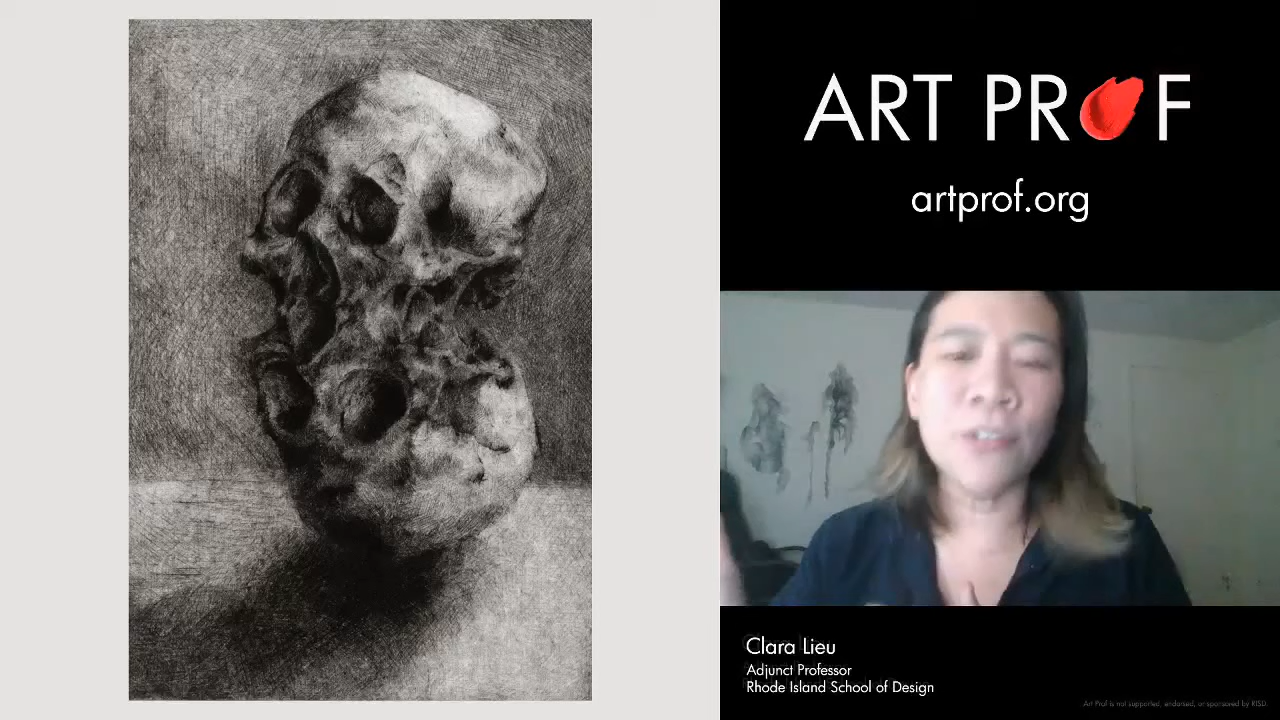 ART PROF
artprof.org
Clara Lieu
Adjunct Professor
Rhode Island School of Design
Art Prof is not supported, endorsed, or sponsored by RISD.